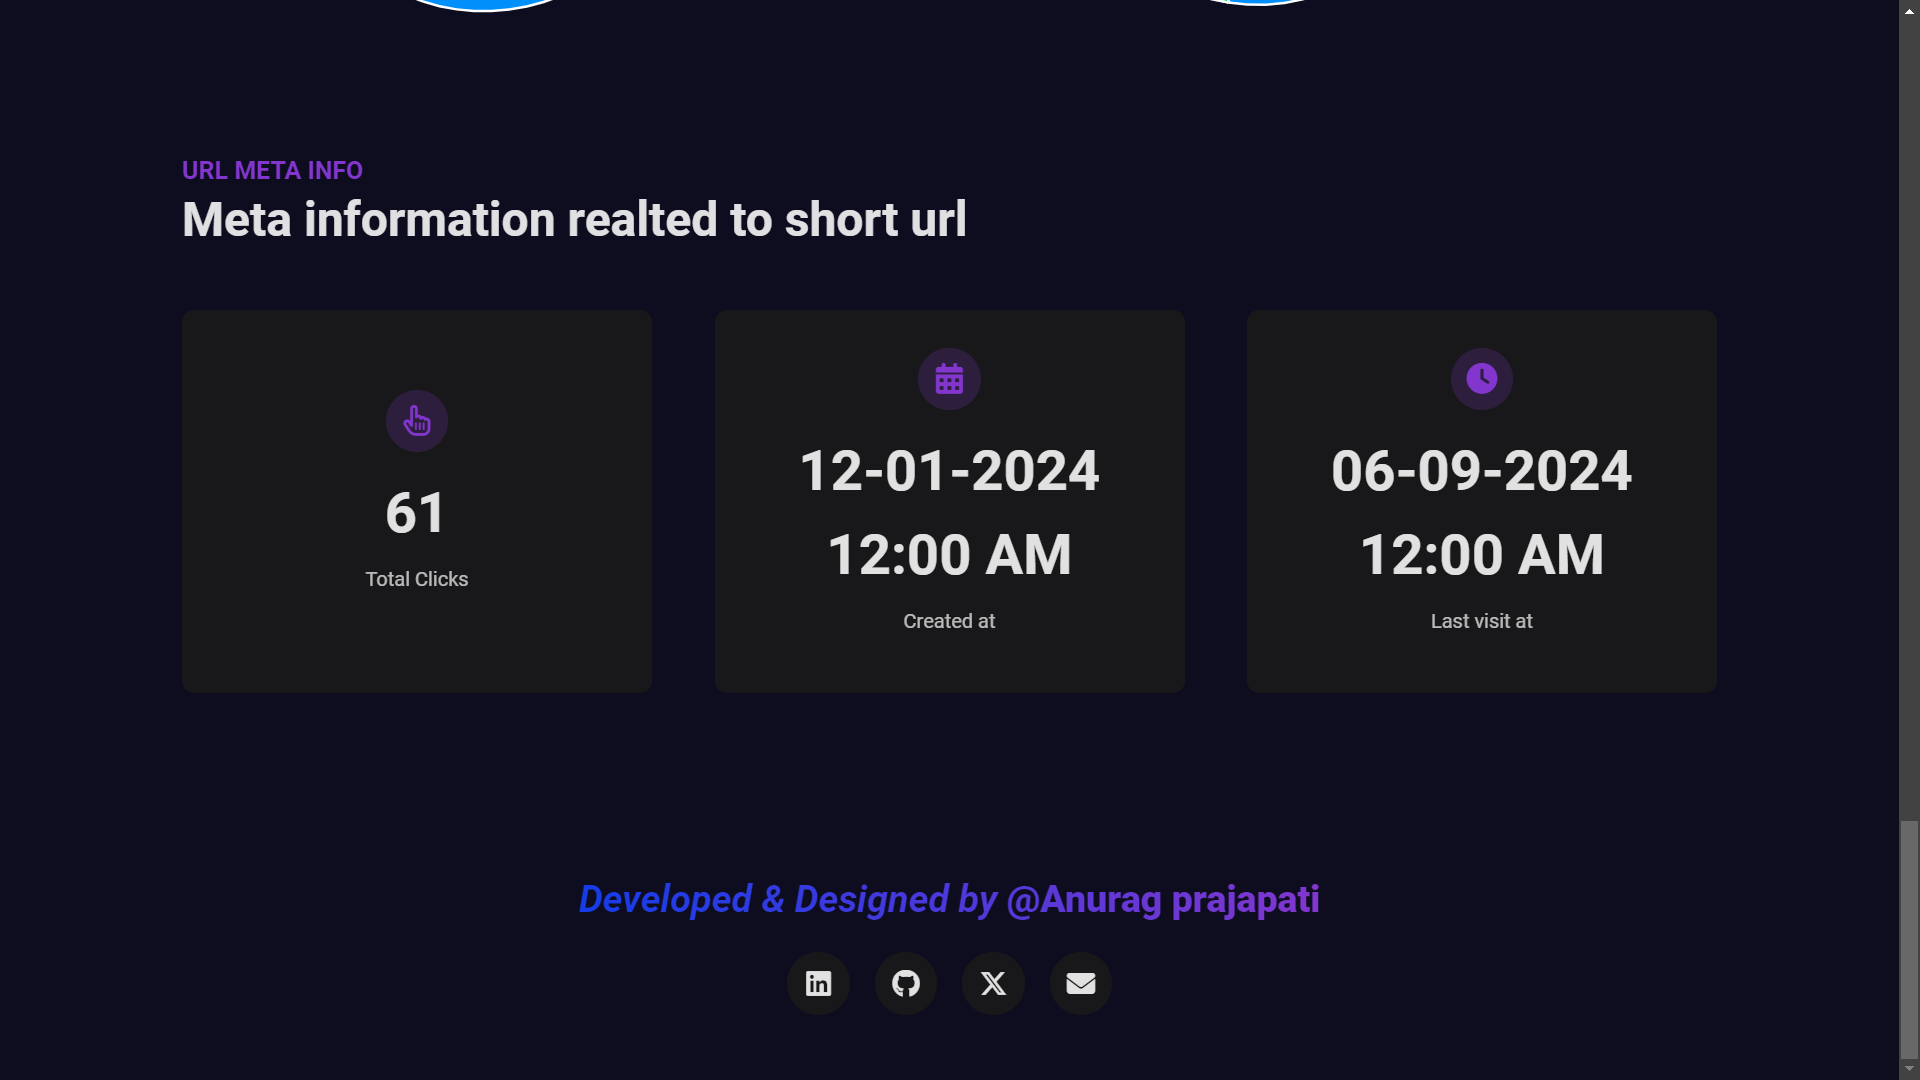 URL META INFO
Meta information realted to short url
61
Total Clicks
12-01-2024
12:00 AM
Created at
06-09-2024
12:00 AM
Last visit at
Developed & Designed by @Anurag prajapati